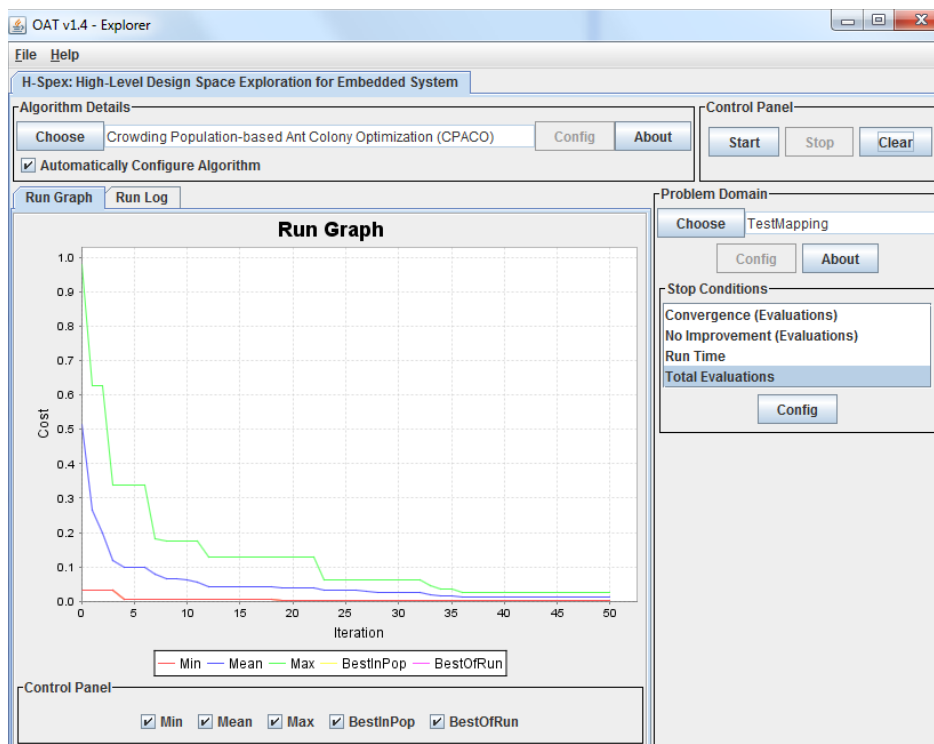 OAT v1.4 - Explorer
File Help
H-Spex: High-Level Design Space Exploration for Embedded System
Algorithm Details
Choose Crowding Population-based Ant Colony Optimization (CPACO) Config About
Automatically Configure Algorithm
Control Panel
Start Stop Clear
Run Graph Run Log
Run Graph
1.0
0.9
0.8
0.7
0.6
0.5
0.4
0.3
0.2
0.1
0.0
Cost
0 5 10 15 20 25 30 35 40 45 50
Iteration
Min Mean Max BestInPop BestOfRun
Control Panel
Min Mean Max BestInPop BestOfRun
Problem Domain
Choose TestMapping
Config About
Stop Conditions
Convergence (Evaluations)
No Improvement (Evaluations)
Run Time
Total Evaluations
Config